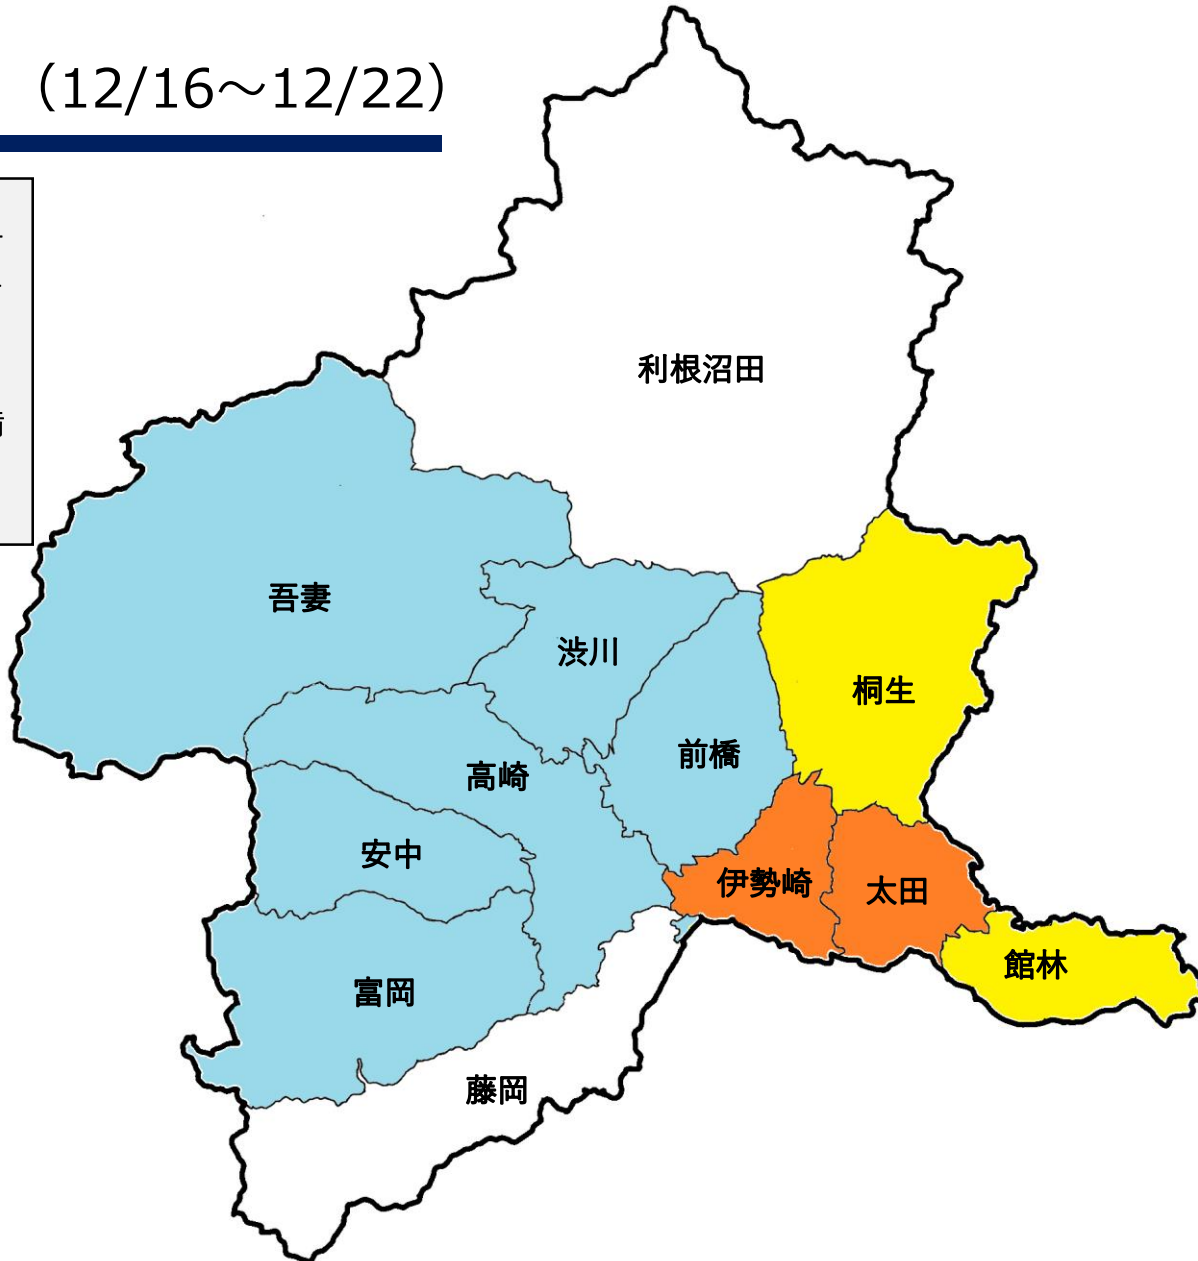 （12/16～12/22）
利根沼田
吾妻
渋川
桐生
前橋
高崎
安中
伊勢崎
太田
館林
富岡
藤岡